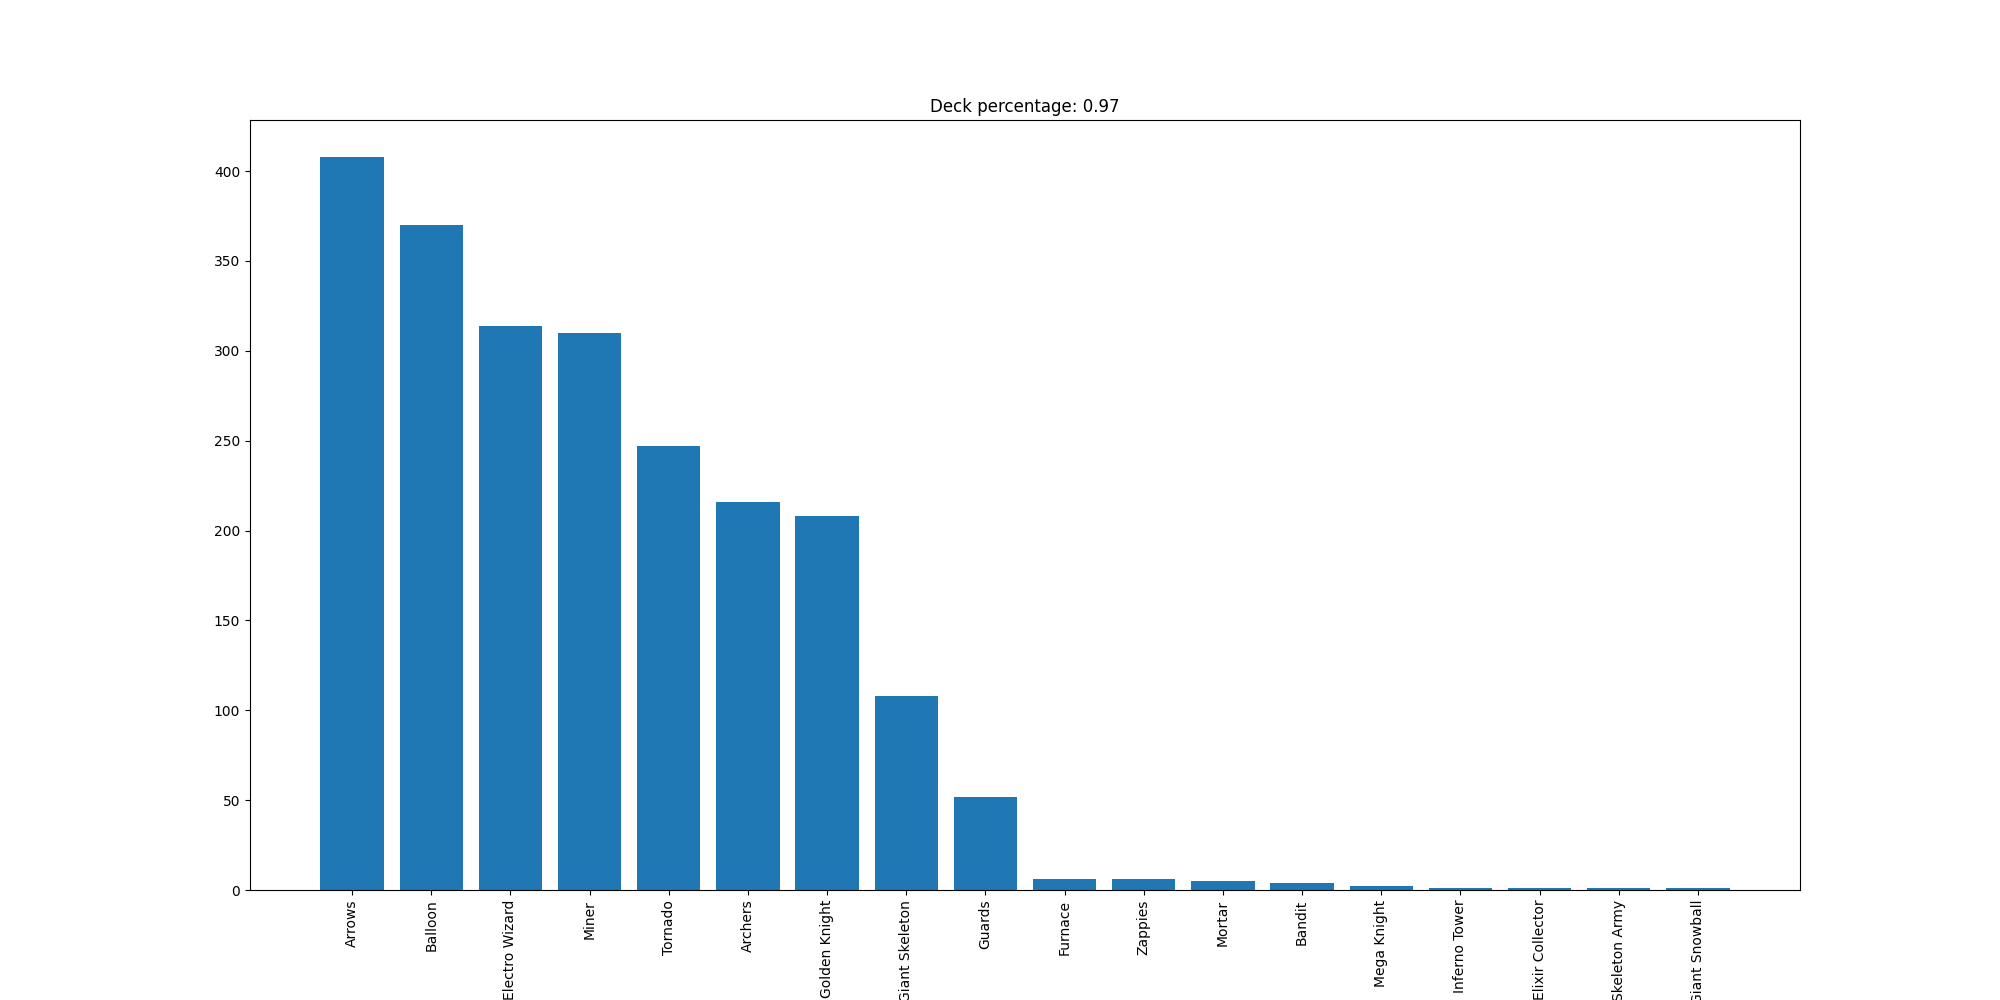 Deck percentage: 0.97
400
350
300
250
200
150
100
50
0
Arrows
Balloon
Electro Wizard
Miner
Tornado
Archers
Golden Knight
Giant Skeleton
Guards
Furnace
Zappies
Mortar
Bandit
Mega Knight
Inferno Tower
Elixir Collector
Skeleton Army
Giant Snowball